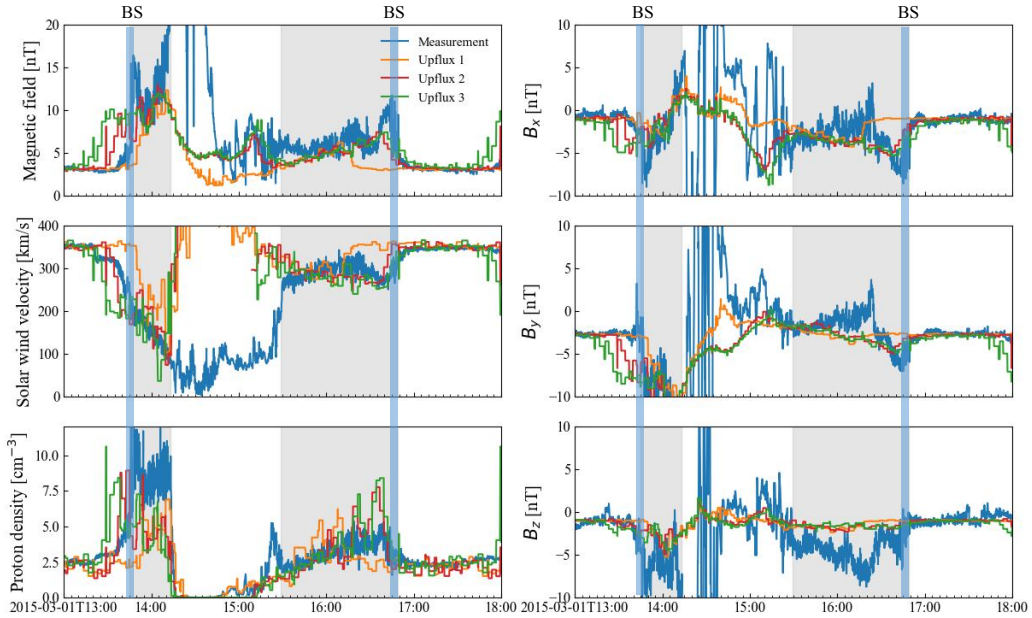 BS
BS
BS
BS
Magnetic field [nT]
20
15
10
5
0
Measurement
Upflux 1
Upflux 2
Upflux 3
Bx [nT]
10
5
0
−5
−10
Solar wind velocity [km/s]
400
300
200
100
0
By [nT]
10
5
0
−5
−10
Proton density [cm−3]
10.0
7.5
5.0
2.5
0.0
2015-03-01T13:00
14:00
15:00
16:00
17:00
18:00
Bz [nT]
10
5
0
−5
−10
2015-03-01T13:00
14:00
15:00
16:00
17:00
18:00